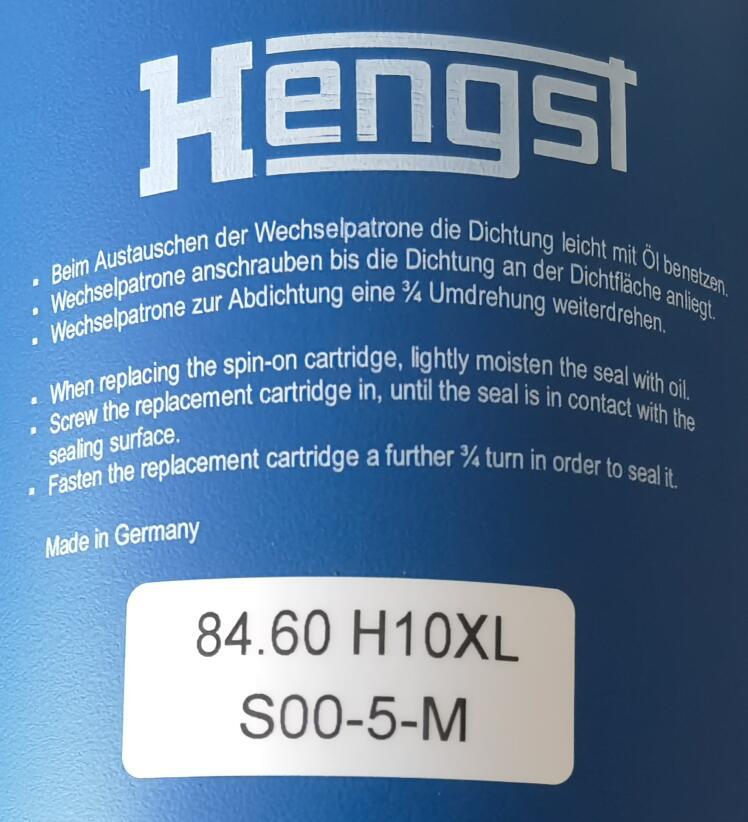 Hengst
▪ Beim Austauschen der Wechselpatrone die Dichtung leicht mit Öl benetzen.
▪ Wechselpatrone anschrauben bis die Dichtung an der Dichtfläche anliegt.
▪ Wechselpatrone zur Abdichtung eine ¾ Umdrehung weiterdrehen.
▪ When replacing the spin-on cartridge, lightly moisten the seal with oil.
▪ Screw the replacement cartridge in, until the seal is in contact with the
sealing surface.
▪ Fasten the replacement cartridge a further ¾ turn in order to seal it.
Made in Germany
84.60 H10XL
S00-5-M